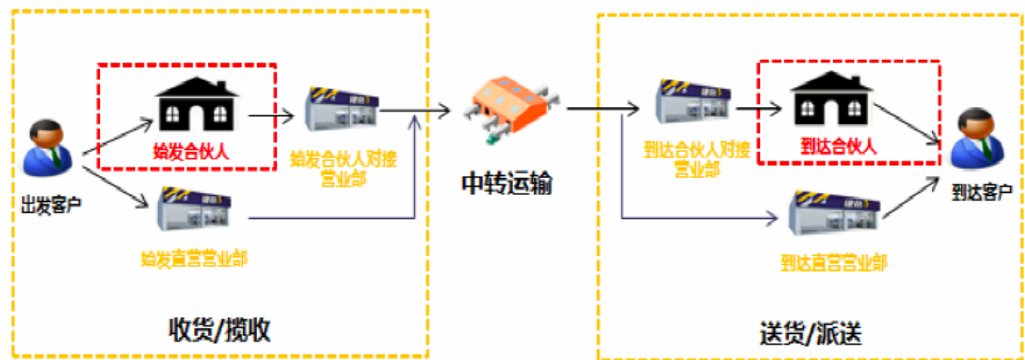 出发客户
始发合伙人
始发合伙人对接
营业部
始发直营营业部
收货/揽收
中转运输
到达合伙人对接
营业部
到达合伙人
到达直营营业部
到达客户
送货/派送